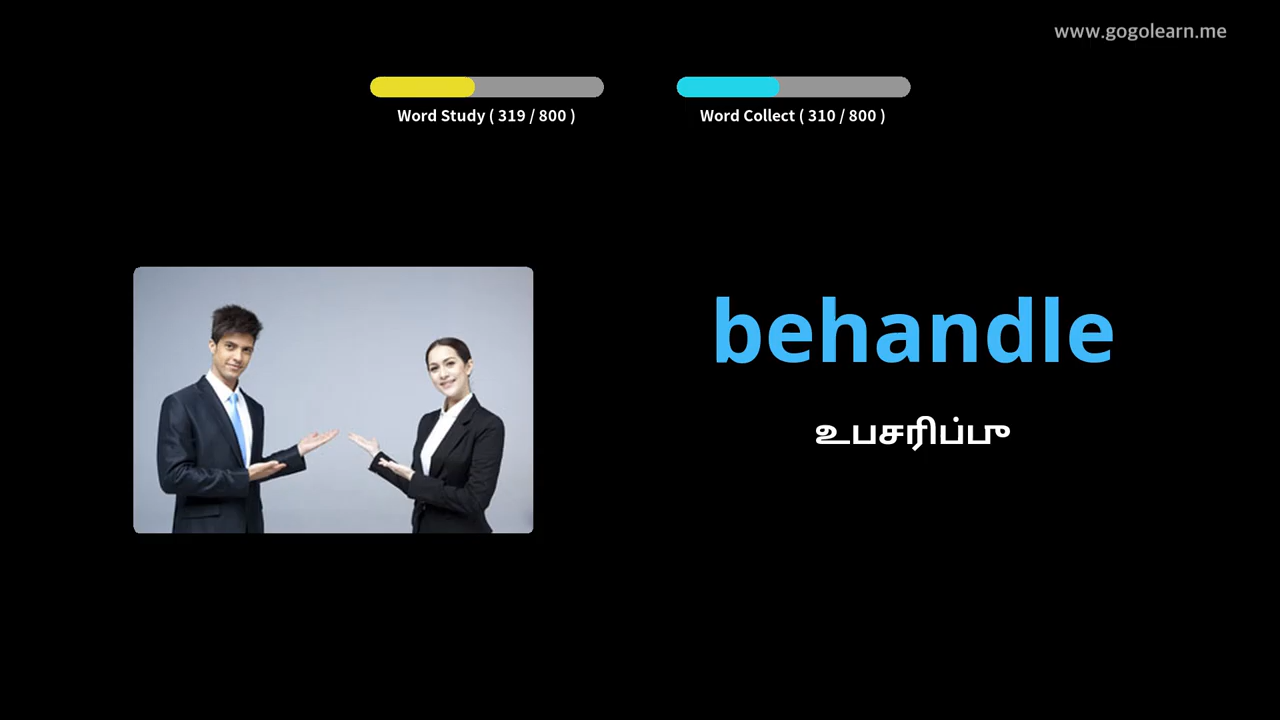 www.gogolearn.me
Word Study ( 319 / 800 )
Word Collect ( 310 / 800 )
behandle
உபசரிப்பு